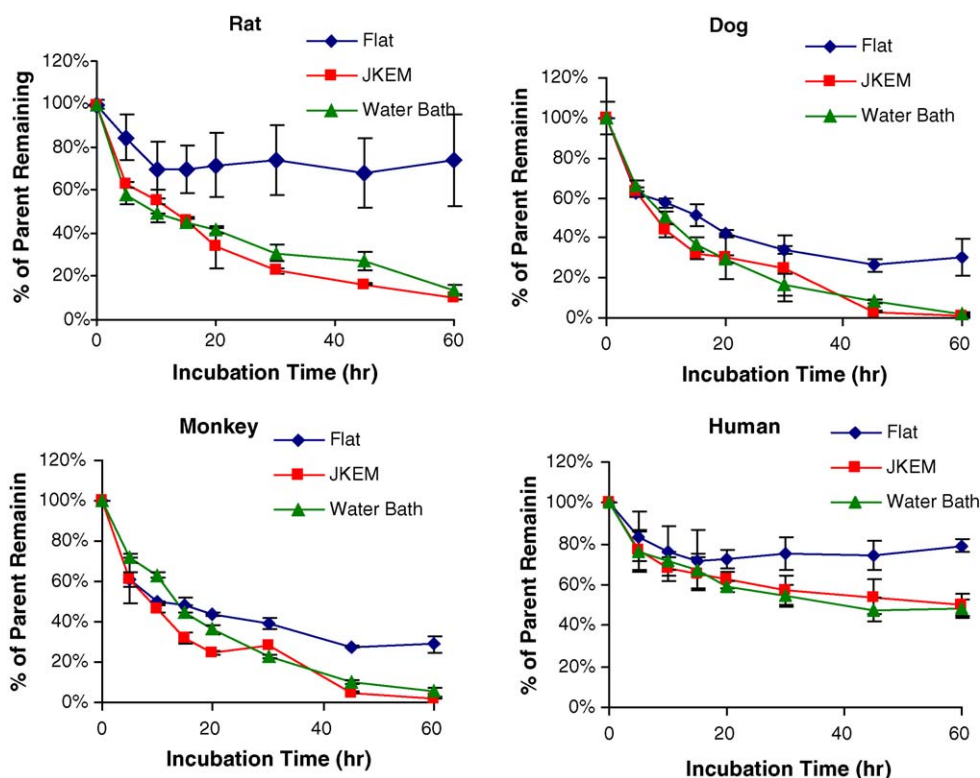 Rat
Flat
JKEM
Water Bath
% of Parent Remaining
120%
100%
80%
60%
40%
20%
0%
0
20
40
60
Incubation Time (hr)
Dog
Flat
JKEM
Water Bath
% of Parent Remainin
120%
100%
80%
60%
40%
20%
0%
0
20
40
60
Incubation Time (hr)
Monkey
Flat
JKEM
Water Bath
% of Parent Remainin
120%
100%
80%
60%
40%
20%
0%
0
20
40
60
Incubation Time (hr)
Human
Flat
JKEM
Water Bath
% of Parent Remainin
120%
100%
80%
60%
40%
20%
0%
0
20
40
60
Incubation Time (hr)